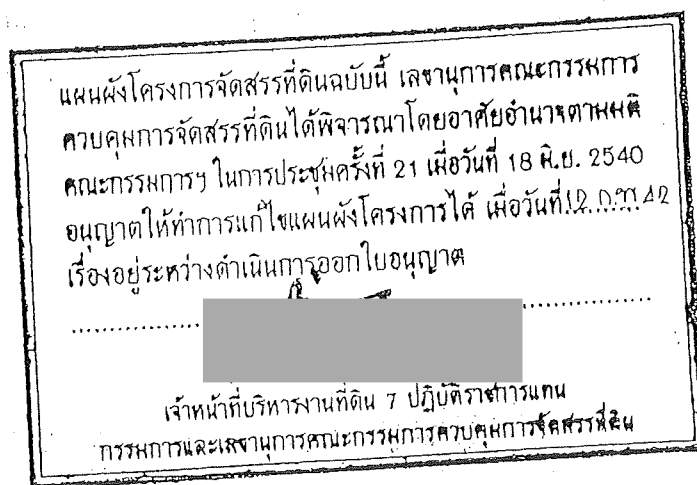 แผนผังโครงการจัดสรรที่ดินฉบับนี้ เลขานุการคณะกรรมการ
ควบคุมการจัดสรรที่ดินได้พิจารณาโดยอาศัยอำนาจตามมติ
คณะกรรมการฯ ในการประชุมครั้งที่ 21 เมื่อวันที่ 18 มิ.ย. 2540
อนุญาตให้ทำการแก้ไขแผนผังโครงการได้ เมื่อวันที่ 12 ก.พ. 42
เรื่องอยู่ระหว่างดำเนินการออกใบอนุญาต
เจ้าหน้าที่บริหารงานที่ดิน 7 ปฏิบัติราชการแทน
กรรมการและเลขานุการคณะกรรมการควบคุมการจัดสรรที่ดิน